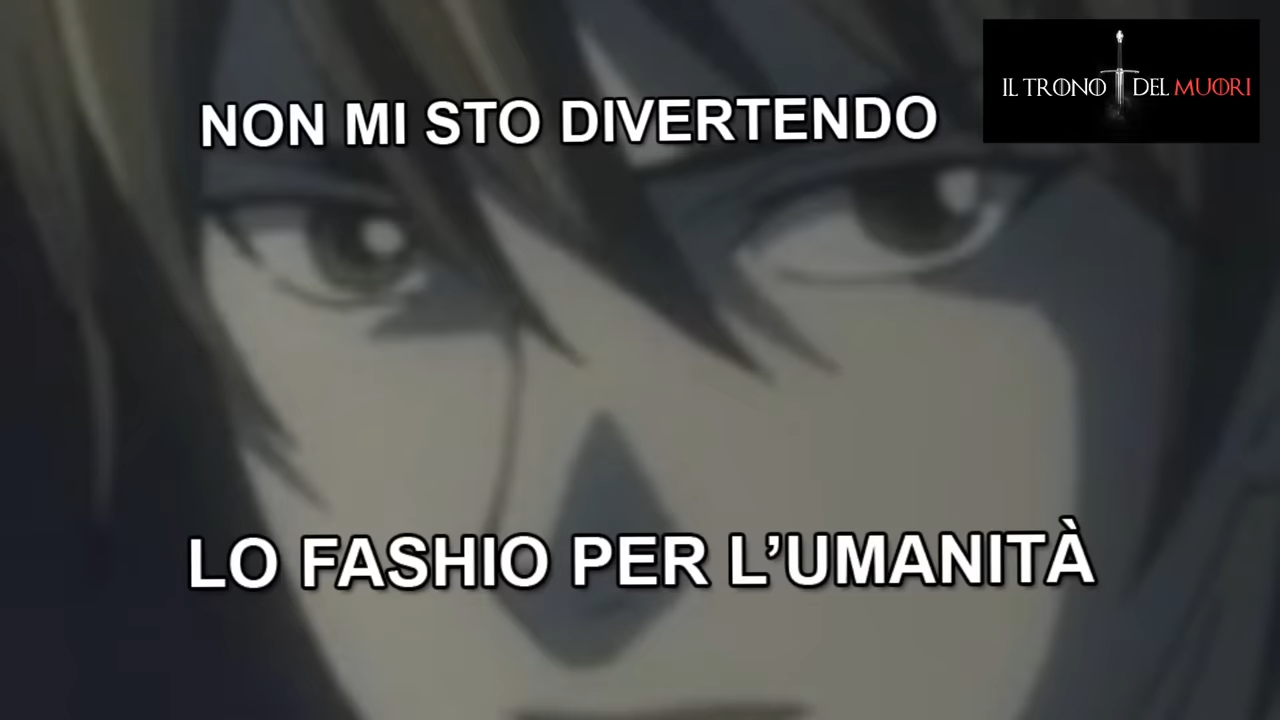 NON MI STO DIVERTENDO
IL TRONO DEL MUORI
LO FASHIO PER L’UMANITÀ